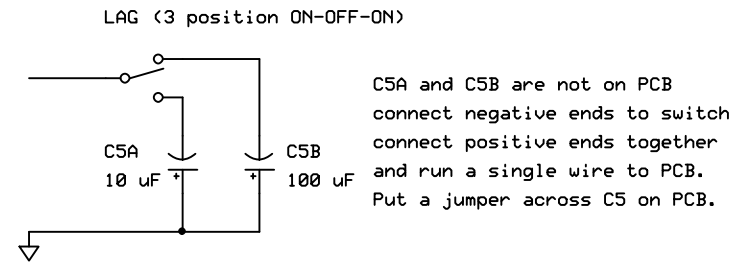 LAG (3 position ON-OFF-ON)
C5A and C5B are not on PCB
connect negative ends to switch
connect positive ends together
and run a single wire to PCB.
Put a jumper across C5 on PCB.
C5A
10 uF
+
C5B
100 uF
+